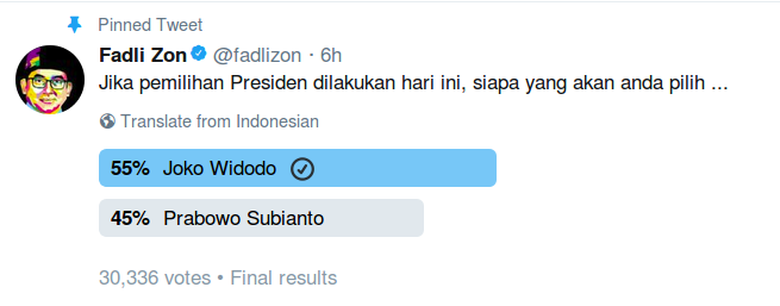 Pinned Tweet
Fadli Zon @fadlizon · 6h
Jika pemilihan Presiden dilakukan hari ini, siapa yang akan anda pilih ...
Translate from Indonesian
55% Joko Widodo
45% Prabowo Subianto
30,336 votes • Final results